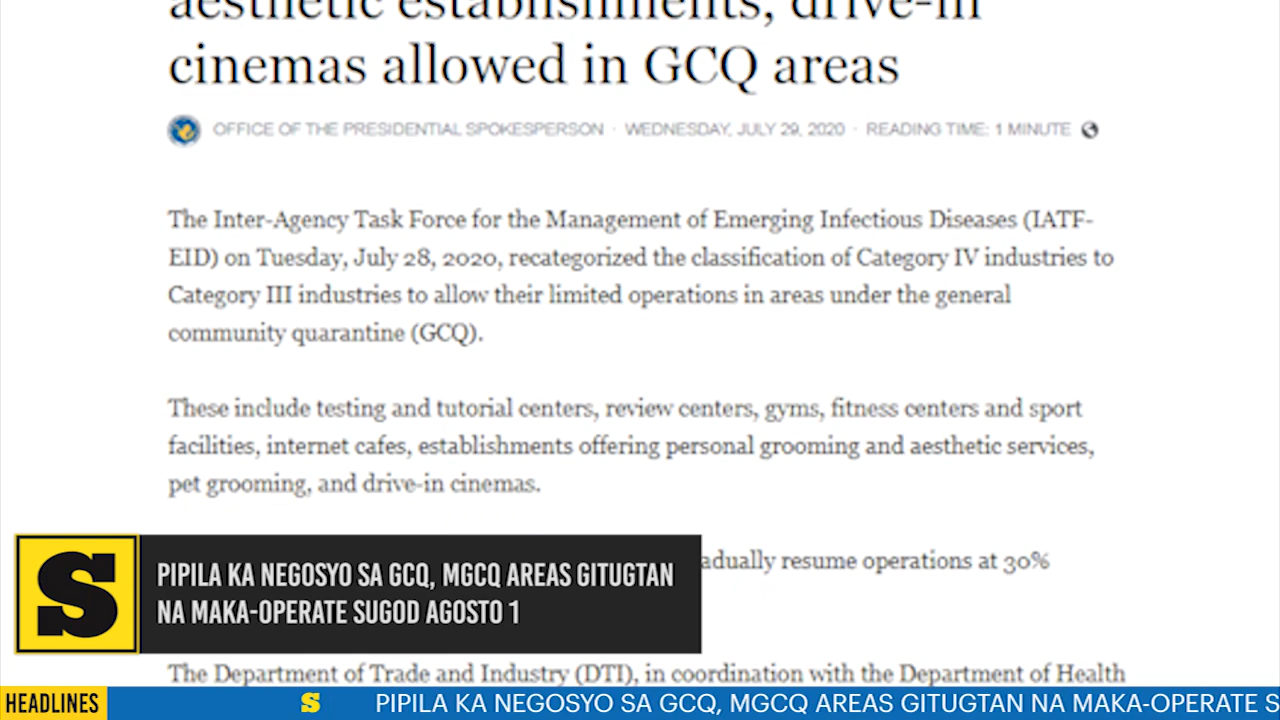 aesthetic establishments, drive-in
cinemas allowed in GCQ areas
OFFICE OF THE PRESIDENTIAL SPOKESPERSON · WEDNESDAY, JULY 29, 2020 · READING TIME: 1 MINUTE
The Inter-Agency Task Force for the Management of Emerging Infectious Diseases (IATF-
EID) on Tuesday, July 28, 2020, recategorized the classification of Category IV industries to
Category III industries to allow their limited operations in areas under the general
community quarantine (GCQ).
These include testing and tutorial centers, review centers, gyms, fitness centers and sport
facilities, internet cafes, establishments offering personal grooming and aesthetic services,
pet grooming, and drive-in cinemas.
adually resume operations at 30%
S
PIPILA KA NEGOSYO SA GCQ, MGCQ AREAS GITUGTAN
NA MAKA-OPERATE SUGOD AGOSTO 1
The Department of Trade and Industry (DTI), in coordination with the Department of Health
HEADLINES S PIPILA KA NEGOSYO SA GCQ, MGCQ AREAS GITUGTAN NA MAKA-OPERATE S